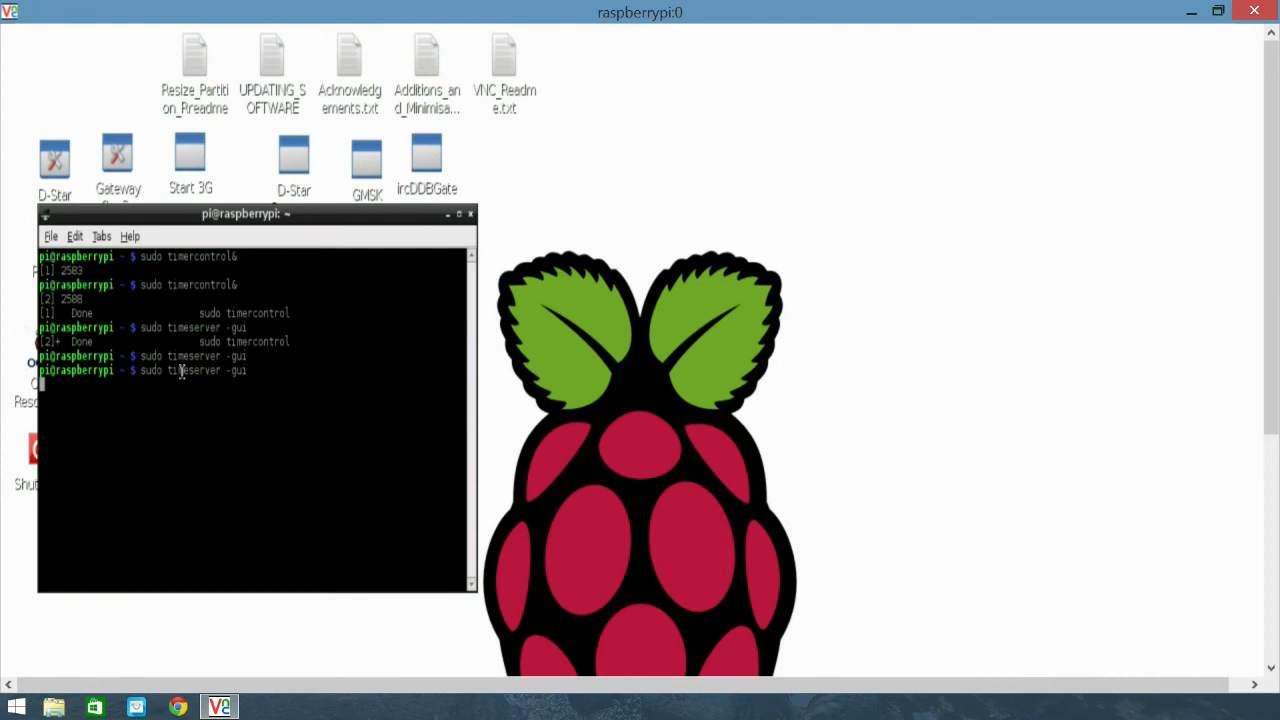 raspberrypi:0
Resize_Partiti
on_Rreadme
UPDATING_S
OFTWARE
Acknowledg
ements.txt
Additions_an
d_Minimisa...
VNC_Readm
e.txt
D-Star
Gateway
Start 3G
D-Star
GMSK
ircDDBGate
pi@raspberrypi: ~
File Edit Tabs Help
pi@raspberrypi ~ $ sudo timercontrol&
[1] 2583
pi@raspberrypi ~ $ sudo timercontrol&
[2] 2588
[1] Done sudo timercontrol
pi@raspberrypi ~ $ sudo timeserver -gui
[2]+ Done sudo timercontrol
pi@raspberrypi ~ $ sudo timeserver -gui
pi@raspberrypi ~ $ sudo timeserver -gui
Reso
Shut